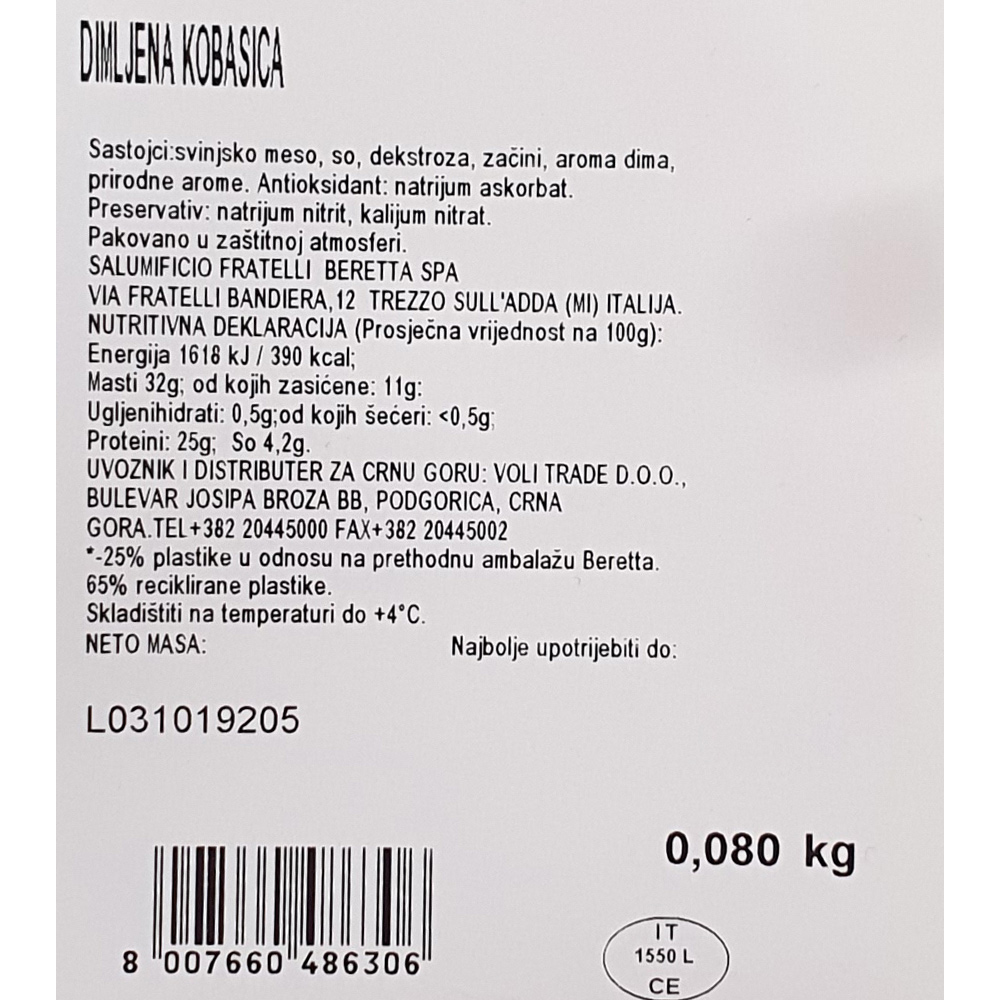 DIMLJENA KOBASICA
Sastojci:svinjsko meso, so, dekstroza, začini, aroma dima,
prirodne arome. Antioksidant: natrijum askorbat.
Preservativ: natrijum nitrit, kalijum nitrat.
Pakovano u zaštitnoj atmosferi.
SALUMIFICIO FRATELLI BERETTA SPA
VIA FRATELLI BANDIERA,12 TREZZO SULL'ADDA (MI) ITALIJA.
NUTRITIVNA DEKLARACIJA (Prosječna vrijednost na 100g):
Energija 1618 kJ / 390 kcal;
Masti 32g; od kojih zasićene: 11g:
Ugljenihidrati: 0,5g;od kojih šećeri: <0,5g;
Proteini: 25g; So 4,2g.
UVOZNIK I DISTRIBUTER ZA CRNU GORU: VOLI TRADE D.O.O.,
BULEVAR JOSIPA BROZA BB, PODGORICA, CRNA
GORA.TEL+382 20445000 FAX+382 20445002
*-25% plastike u odnosu na prethodnu ambalažu Beretta.
65% reciklirane plastike.
Skladištiti na temperaturi do +4°C.
NETO MASA: Najbolje upotrijebiti do:
L031019205
0,080 kg
8 007660 486306
IT
1550 L
CE